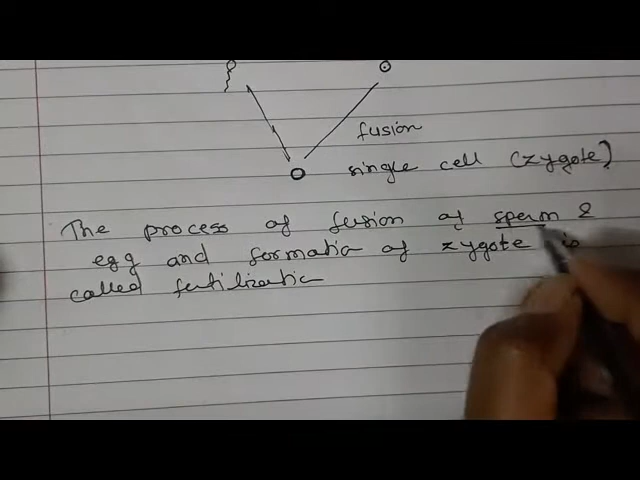 fusion
single cell (zygote)
The process of fusion of sperm &
egg and formation of zygote is
called fertilization